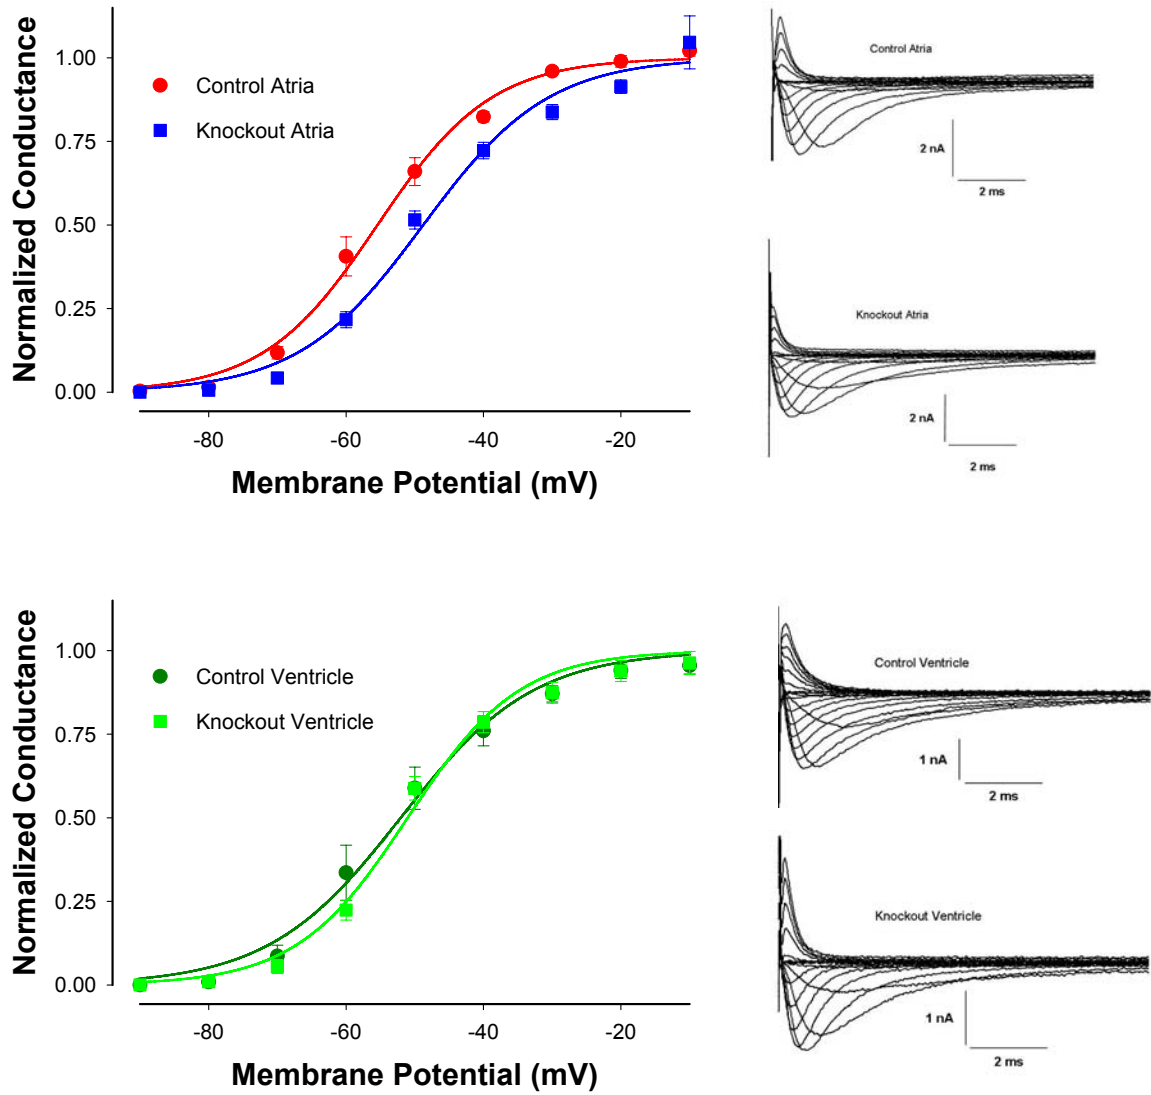 Normalized Conductance
1.00
0.75
0.50
0.25
0.00
Control Atria
Knockout Atria
-80
-60
-40
-20
Membrane Potential (mV)
Control Atria
2 nA
2 ms
Knockout Atria
2 nA
2 ms
Normalized Conductance
1.00
0.75
0.50
0.25
0.00
Control Ventricle
Knockout Ventricle
-80
-60
-40
-20
Membrane Potential (mV)
Control Ventricle
1 nA
2 ms
Knockout Ventricle
1 nA
2 ms